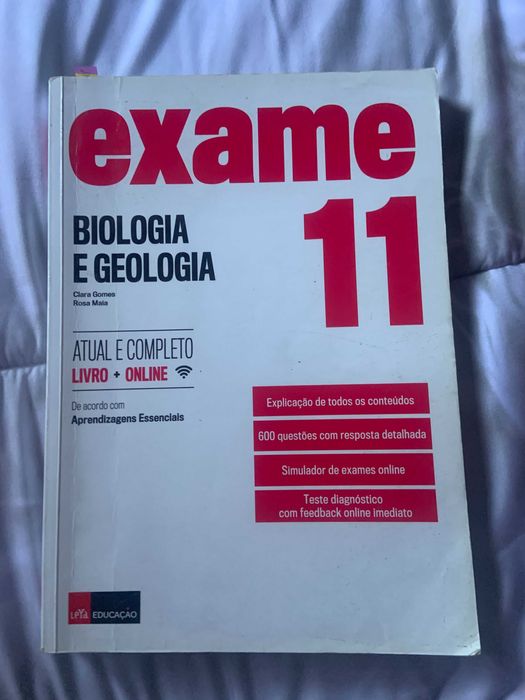 exame
11
BIOLOGIA
E GEOLOGIA
Clara Gomes
Rosa Maia
ATUAL E COMPLETO
LIVRO + ONLINE
De acordo com
Aprendizagens Essenciais
Explicação de todos os conteúdos
600 questões com resposta detalhada
Simulador de exames online
Teste diagnóstico
com feedback online imediato
LeYa EDUCAÇÃO